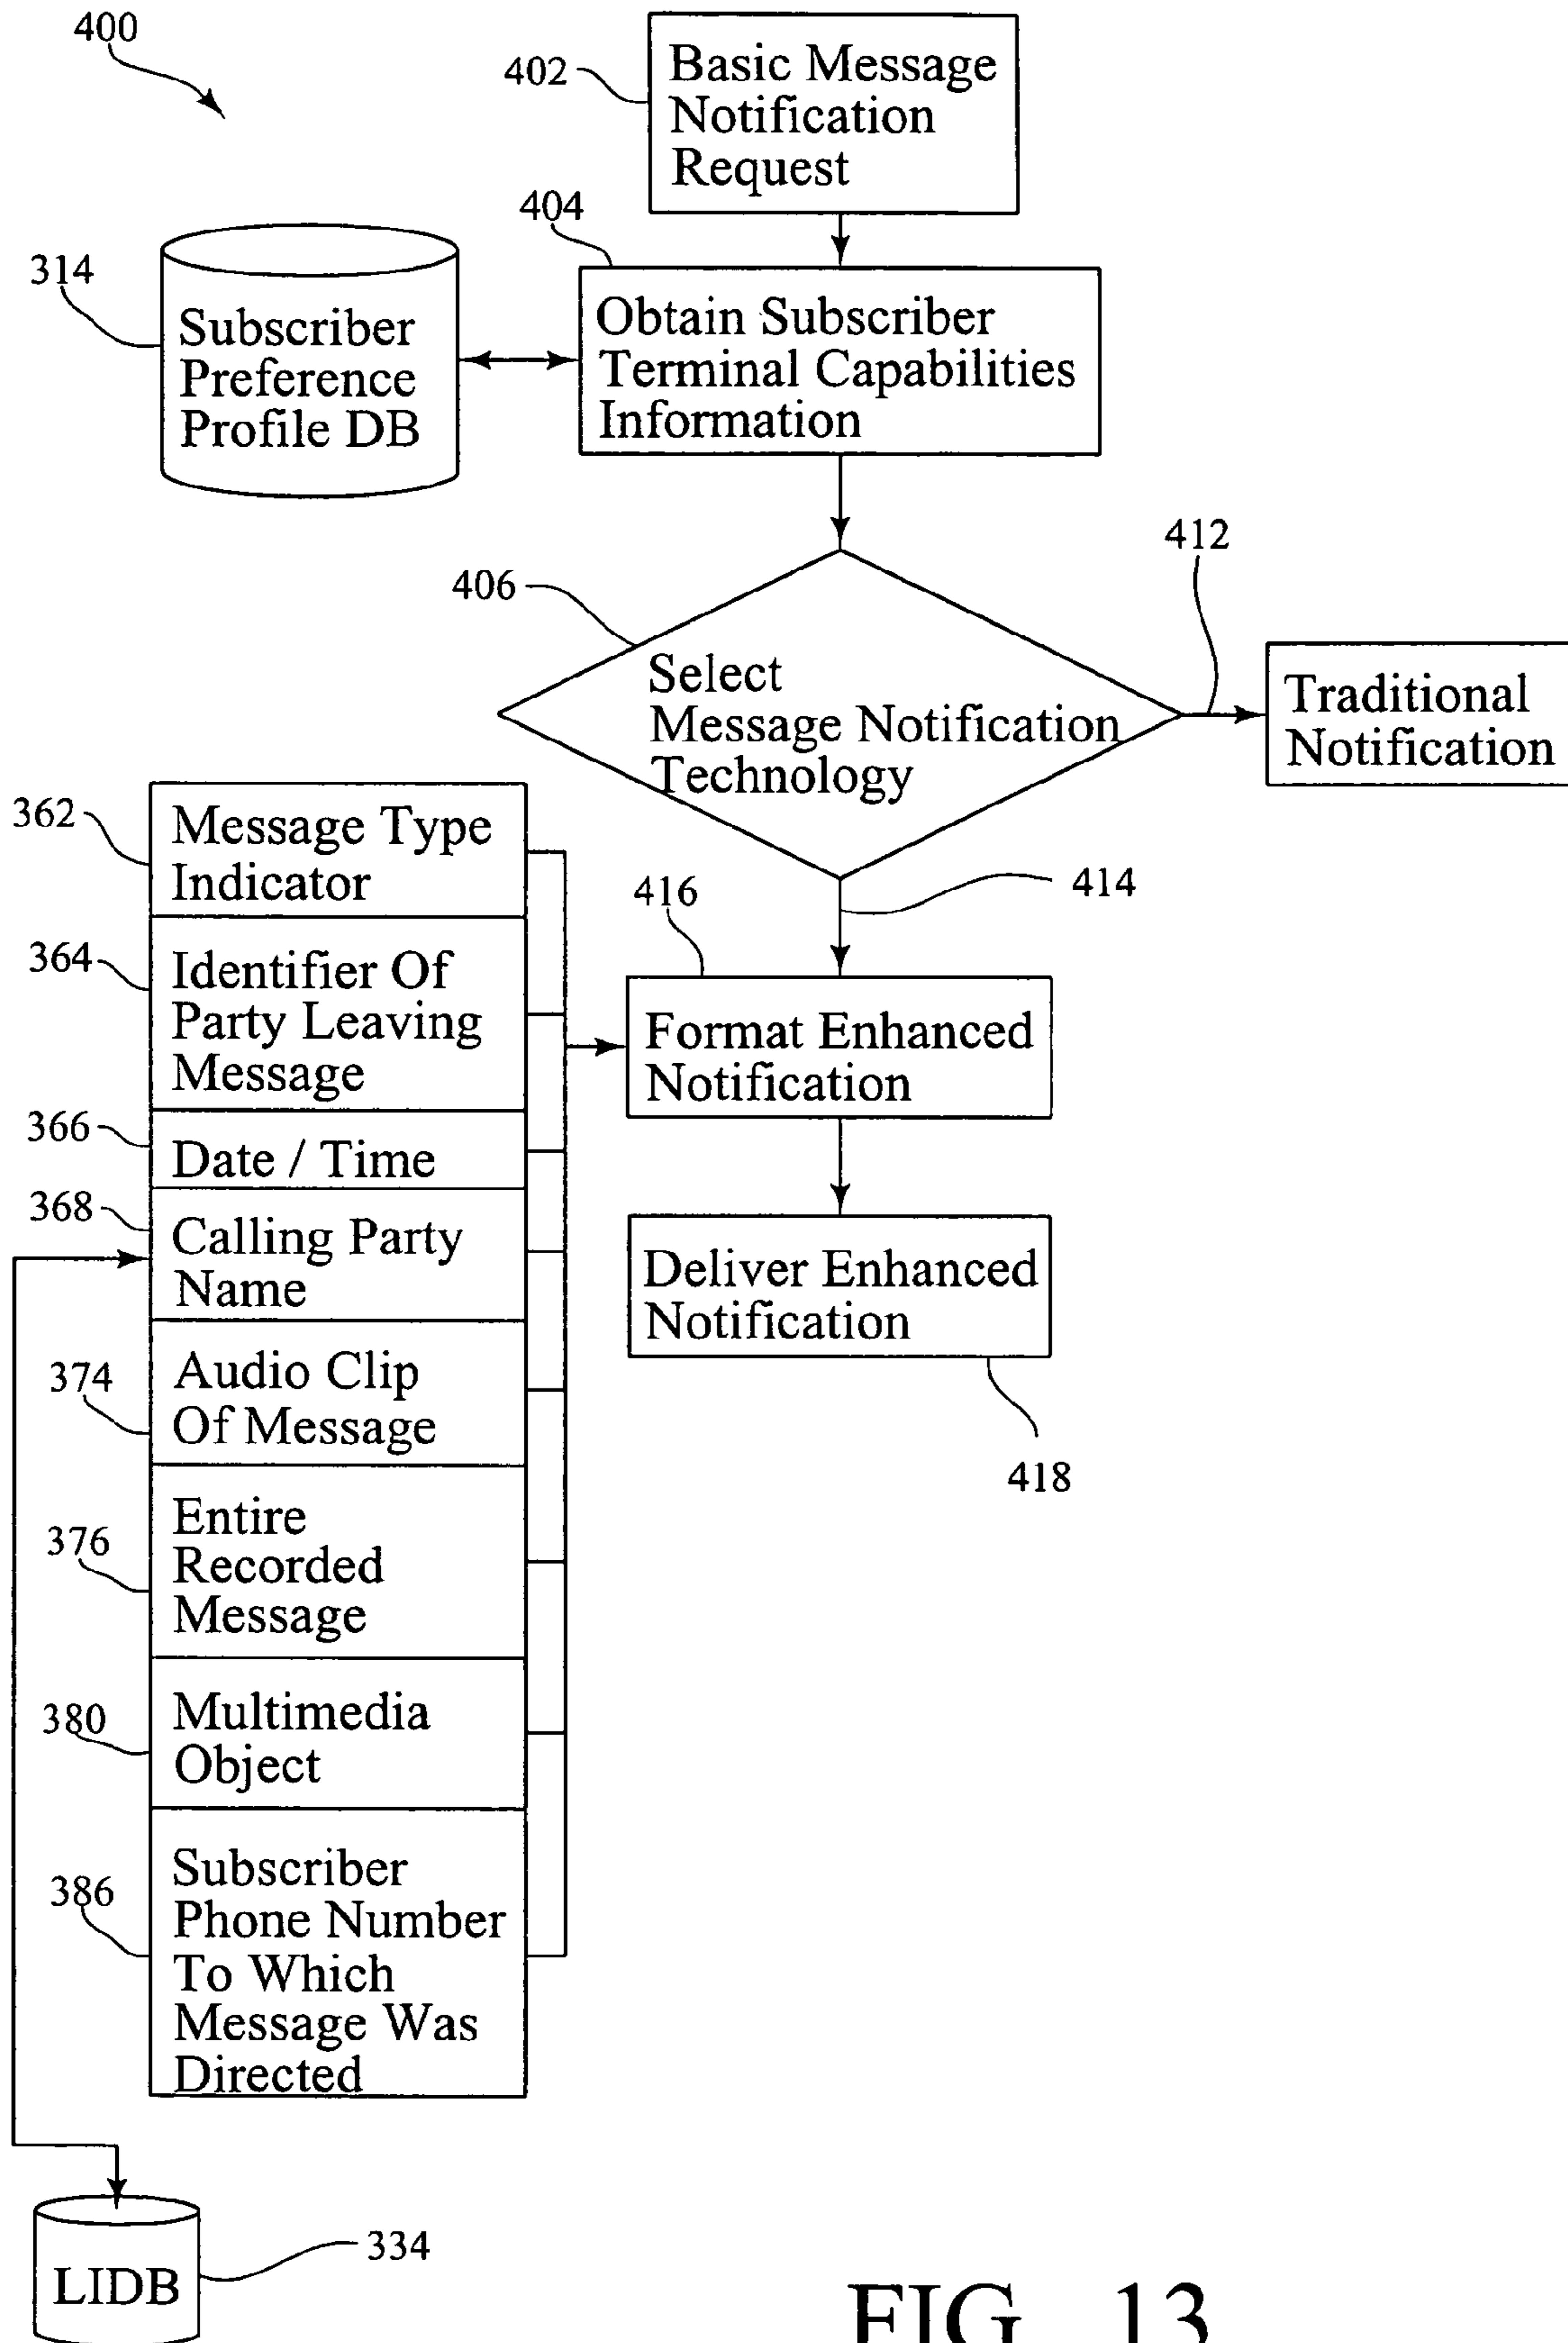 400
402
Basic Message
Notification
Request
404
314
Subscriber
Preference
Profile DB
Obtain Subscriber
Terminal Capabilities
Information
406
412
Select
Message Notification
Technology
Traditional
Notification
414
362
Message Type
Indicator
364
Identifier Of
Party Leaving
Message
366
Date / Time
368
Calling Party
Name
374
Audio Clip
Of Message
376
Entire
Recorded
Message
380
Multimedia
Object
386
Subscriber
Phone Number
To Which
Message Was
Directed
416
Format Enhanced
Notification
Deliver Enhanced
Notification
418
LIDB
334
FIG. 13